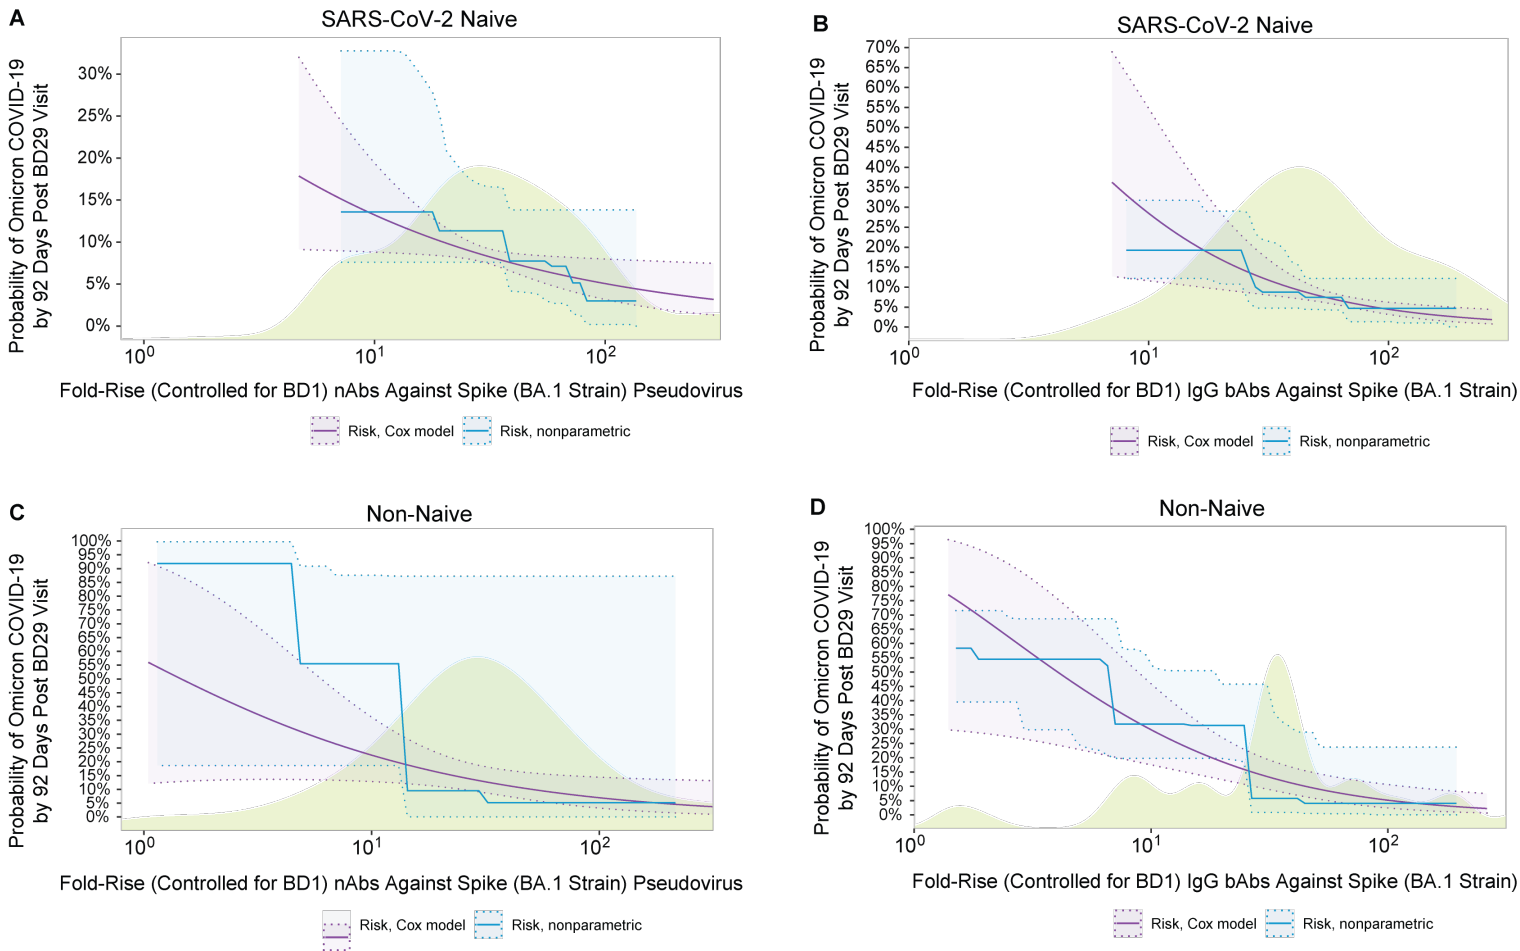 A
SARS-CoV-2 Naive
Probability of Omicron COVID-19
by 92 Days Post BD29 Visit
30%
25%
20%
15%
10%
5%
0%
10^0
10^1
10^2
Fold-Rise (Controlled for BD1) nAbs Against Spike (BA.1 Strain) Pseudovirus
Risk, Cox model
Risk, nonparametric
B
SARS-CoV-2 Naive
Probability of Omicron COVID-19
by 92 Days Post BD29 Visit
70%
65%
60%
55%
50%
45%
40%
35%
30%
25%
20%
15%
10%
5%
0%
10^0
10^1
10^2
Fold-Rise (Controlled for BD1) IgG bAbs Against Spike (BA.1 Strain)
Risk, Cox model
Risk, nonparametric
C
Non-Naive
Probability of Omicron COVID-19
by 92 Days Post BD29 Visit
100%
95%
90%
85%
80%
75%
70%
65%
60%
55%
50%
45%
40%
35%
30%
25%
20%
15%
10%
5%
0%
10^0
10^1
10^2
Fold-Rise (Controlled for BD1) nAbs Against Spike (BA.1 Strain) Pseudovirus
Risk, Cox model
Risk, nonparametric
D
Non-Naive
Probability of Omicron COVID-19
by 92 Days Post BD29 Visit
100%
95%
90%
85%
80%
75%
70%
65%
60%
55%
50%
45%
40%
35%
30%
25%
20%
15%
10%
5%
0%
10^0
10^1
10^2
Fold-Rise (Controlled for BD1) IgG bAbs Against Spike (BA.1 Strain)
Risk, Cox model
Risk, nonparametric